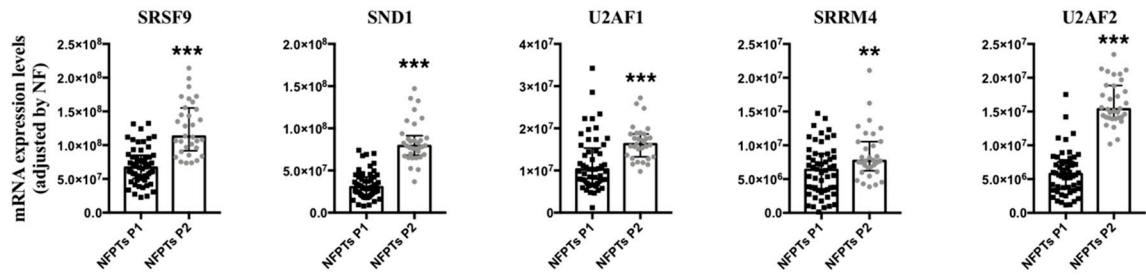 SRSF9 SND1 U2AF1 SRRM4 U2AF2
mRNA expression levels
(adjusted by NF)
2.5×10⁸
2.0×10⁸
1.5×10⁸
1.0×10⁸
5.0×10⁷
0.0
***
NFPTs P1
NFPTs P2
2.0×10⁸
1.5×10⁸
1.0×10⁸
5.0×10⁷
0.0
***
NFPTs P1
NFPTs P2
4×10⁷
3×10⁷
2×10⁷
1×10⁷
0
***
NFPTs P1
NFPTs P2
2.5×10⁷
2.0×10⁷
1.5×10⁷
1.0×10⁷
5.0×10⁶
0.0
**
NFPTs P1
NFPTs P2
2.5×10⁷
2.0×10⁷
1.5×10⁷
1.0×10⁷
5.0×10⁶
0.0
***
NFPTs P1
NFPTs P2